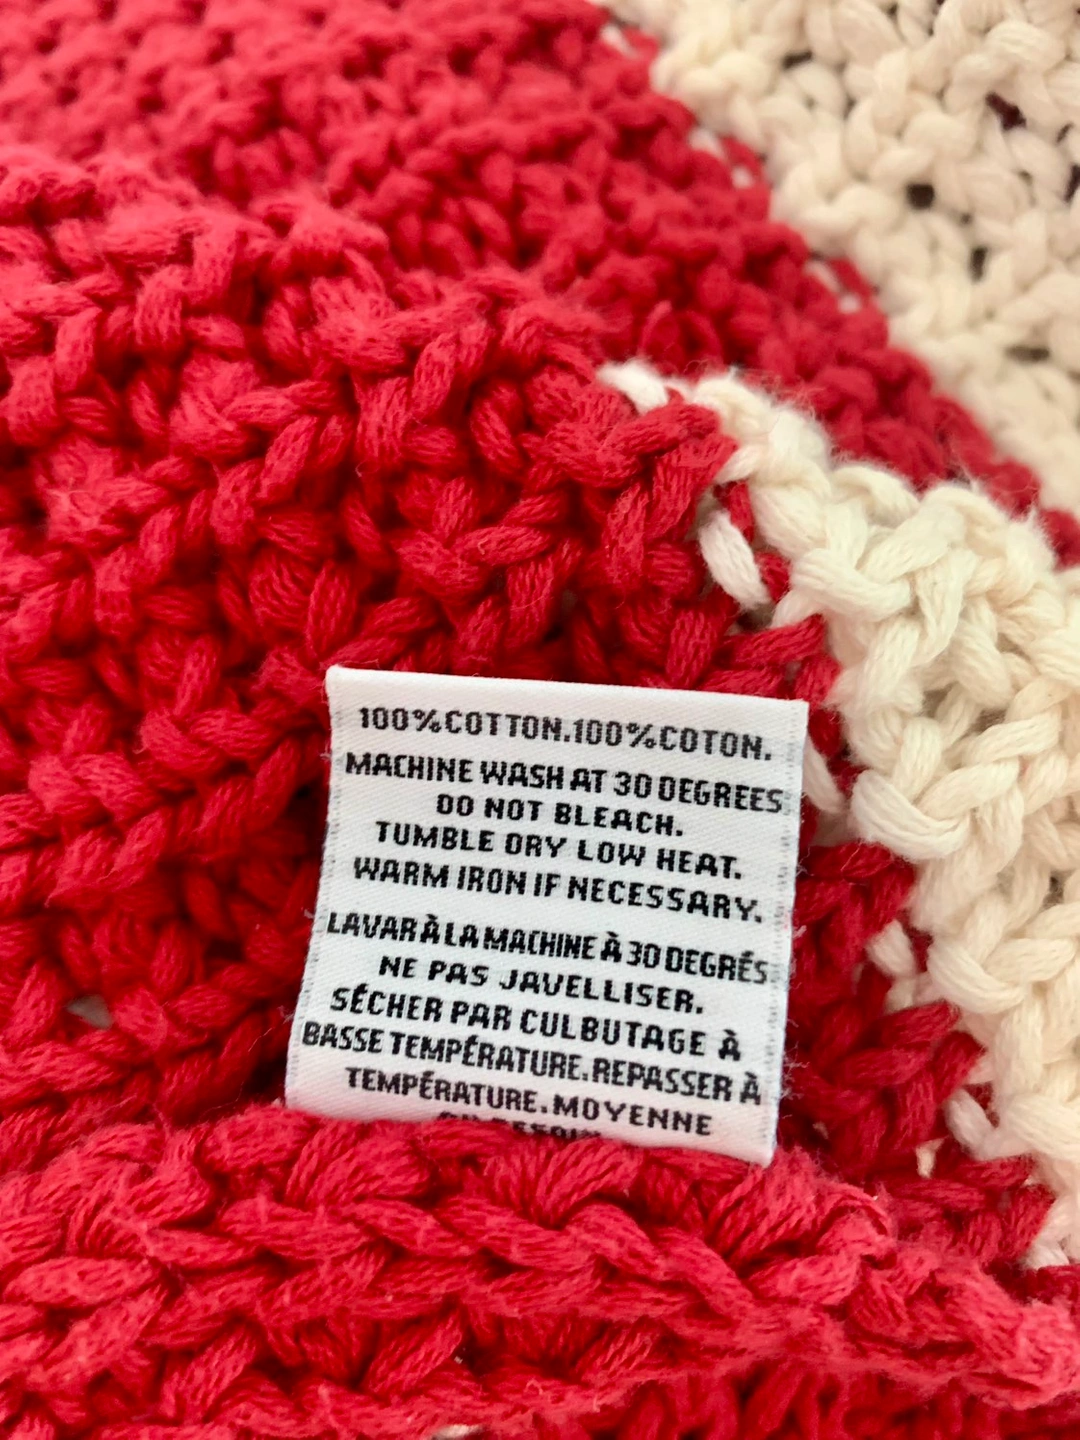 100%COTTON.100%COTON.
MACHINE WASH AT 30 DEGREES
DO NOT BLEACH.
TUMBLE DRY LOW HEAT.
WARM IRON IF NECESSARY.
LAVAR À LA MACHINE À 30 DEGRÉS
NE PAS JAVELLISER.
SÉCHER PAR CULBUTAGE À
BASSE TEMPÉRATURE.REPASSER À
TEMPÉRATURE.MOYENNE